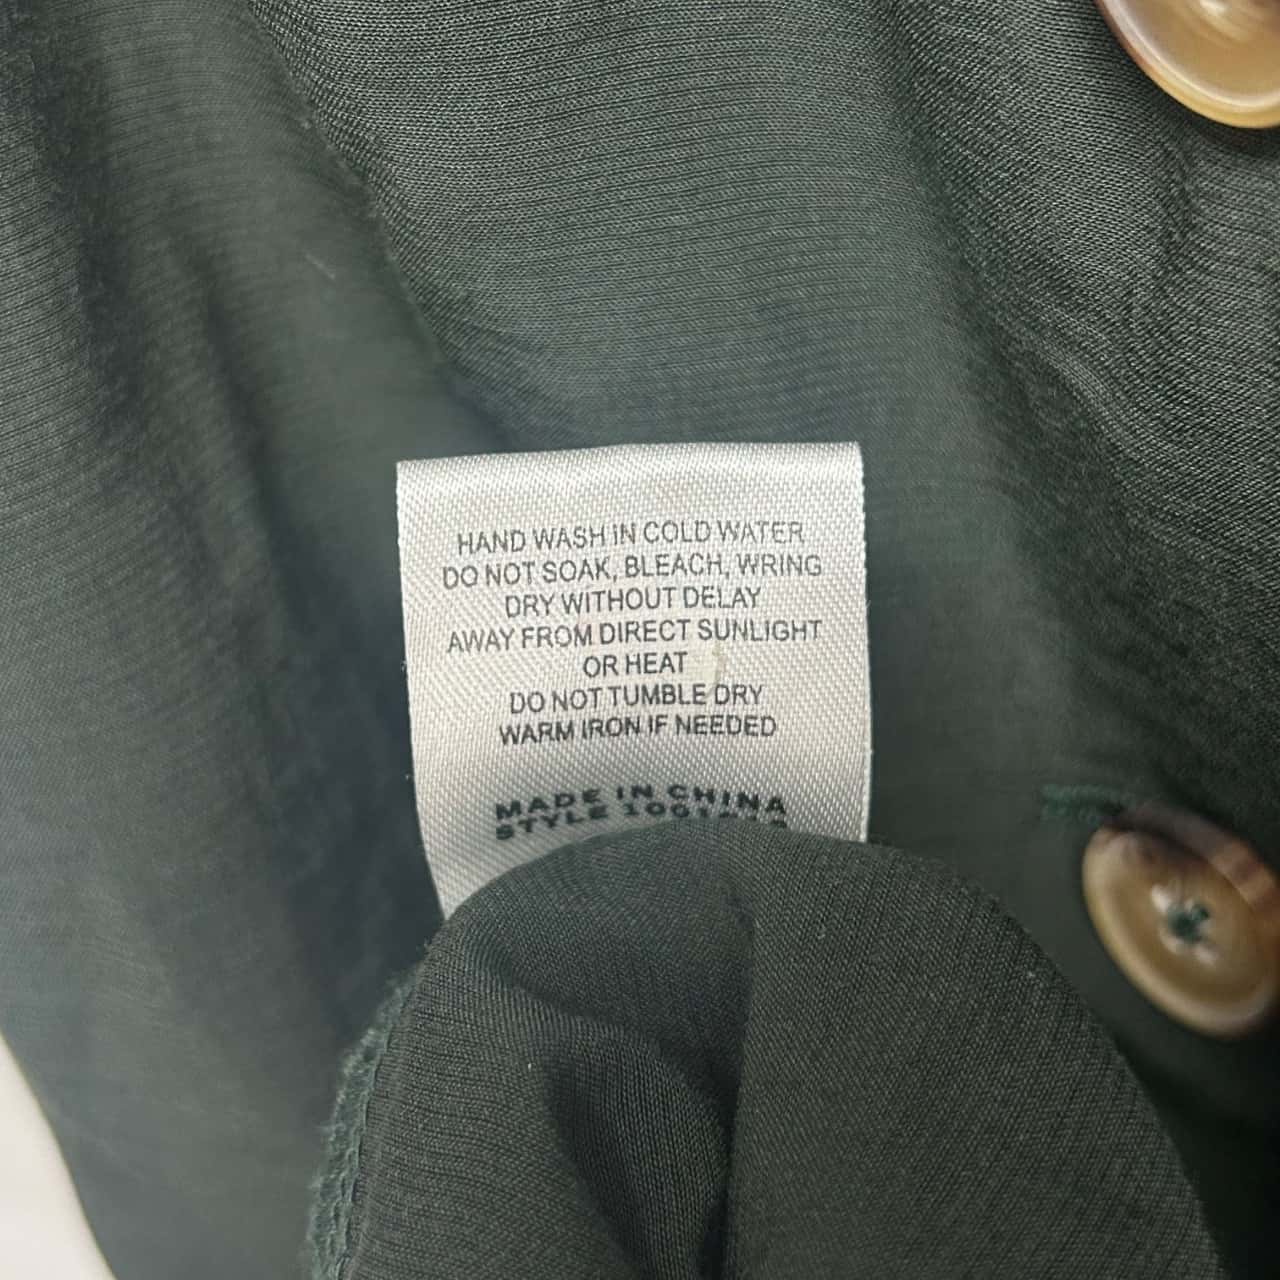 HAND WASH IN COLD WATER
DO NOT SOAK, BLEACH, WRING
DRY WITHOUT DELAY
AWAY FROM DIRECT SUNLIGHT
OR HEAT
DO NOT TUMBLE DRY
WARM IRON IF NEEDED
MADE IN CHINA
STYLE